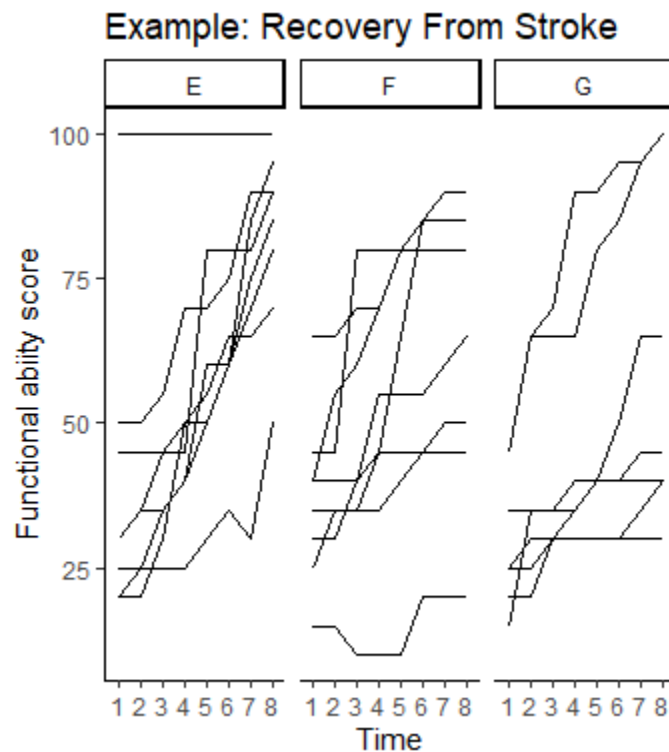 Example: Recovery From Stroke
E F G
100
75
50
25
Functional abiity score
1 2 3 4 5 6 7 8 1 2 3 4 5 6 7 8 1 2 3 4 5 6 7 8
Time